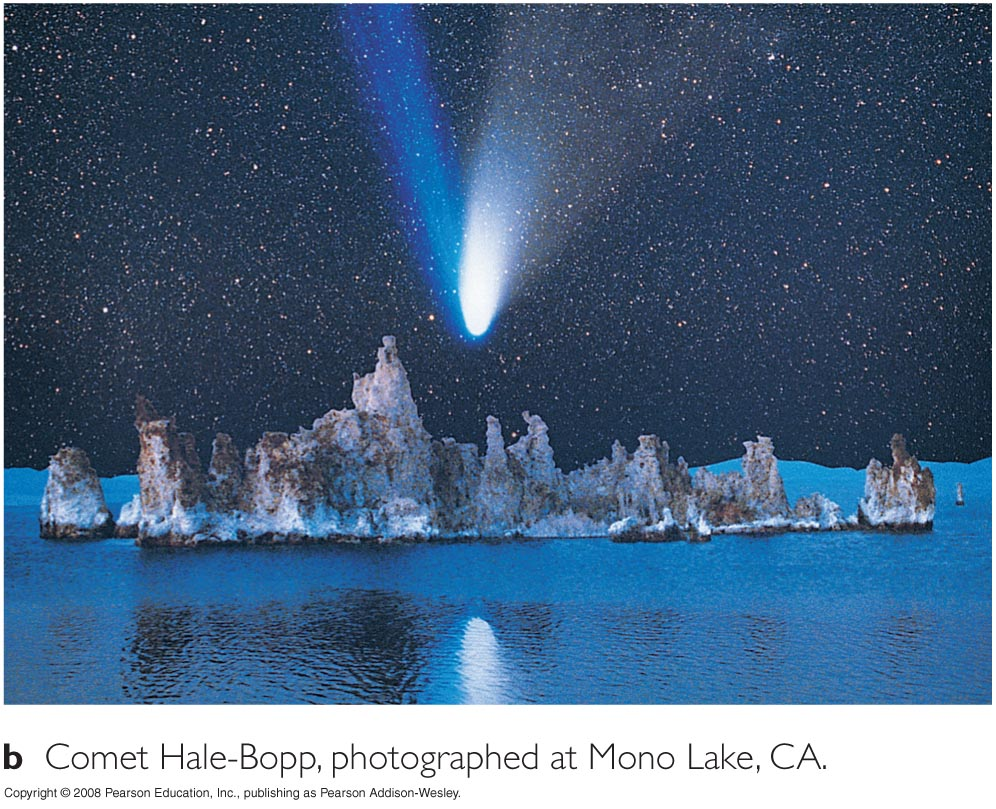 b Comet Hale-Bopp, photographed at Mono Lake, CA.
Copyright © 2008 Pearson Education, Inc., publishing as Pearson Addison-Wesley.